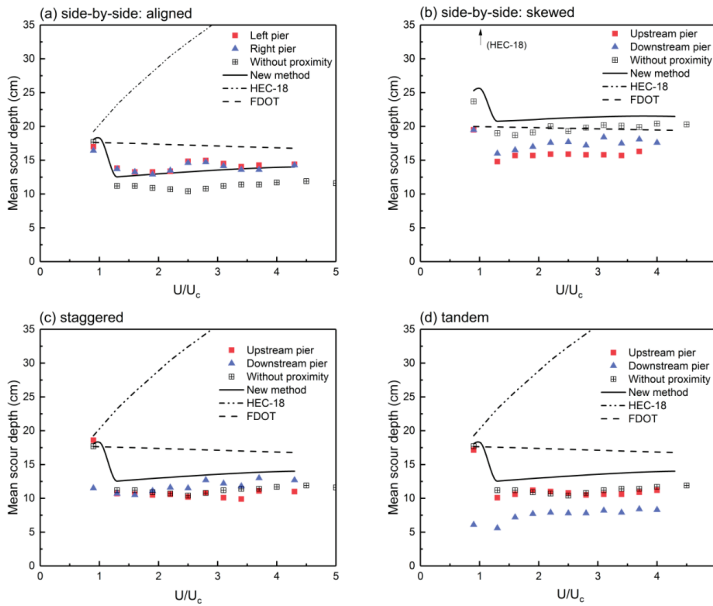 (a) side-by-side: aligned
35
30
25
20
15
10
5
0
Mean scour depth (cm)
Left pier
Right pier
Without proximity
New method
HEC-18
FDOT
0 1 2 3 4 5
U/Uc
(b) side-by-side: skewed
35
30
25
20
15
10
5
0
Mean scour depth (cm)
(HEC-18)
Upstream pier
Downstream pier
Without proximity
New method
HEC-18
FDOT
0 1 2 3 4 5
U/Uc
(c) staggered
35
30
25
20
15
10
5
0
Mean scour depth (cm)
Upstream pier
Downstream pier
Without proximity
New method
HEC-18
FDOT
0 1 2 3 4 5
U/Uc
(d) tandem
35
30
25
20
15
10
5
0
Mean scour depth (cm)
Upstream pier
Downstream pier
Without proximity
New method
HEC-18
FDOT
0 1 2 3 4 5
U/Uc